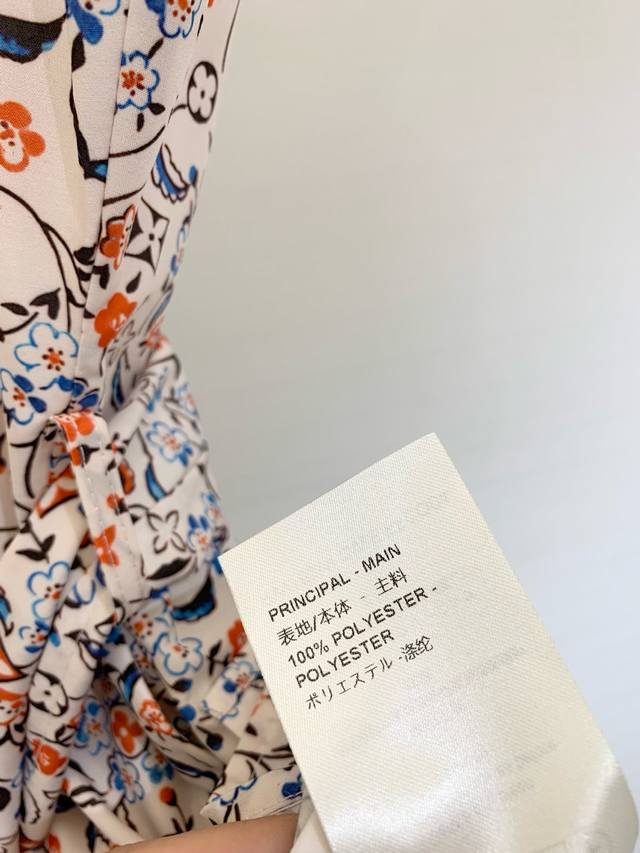 PRINCIPAL - MAIN
表地/本体 - 主料
100% POLYESTER -
POLYESTER
ポリエステル -涤纶